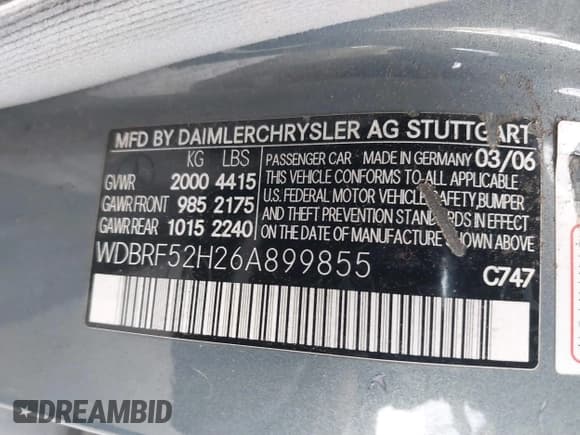 MFD BY DAIMLERCHRYSLER AG STUTTGART
KG LBS
GVWR 2000 4415
GAWR FRONT 985 2175
GAWR REAR 1015 2240
PASSENGER CAR MADE IN GERMANY 03/06
THIS VEHICLE CONFORMS TO ALL APPLICABLE
U.S. FEDERAL MOTOR VEHICLE SAFETY, BUMPER
AND THEFT PREVENTION STANDARDS IN EFFECT
ON THE DATE OF MANUFACTURE SHOWN ABOVE
WDBRF52H26A899855
C747
DREAMBID